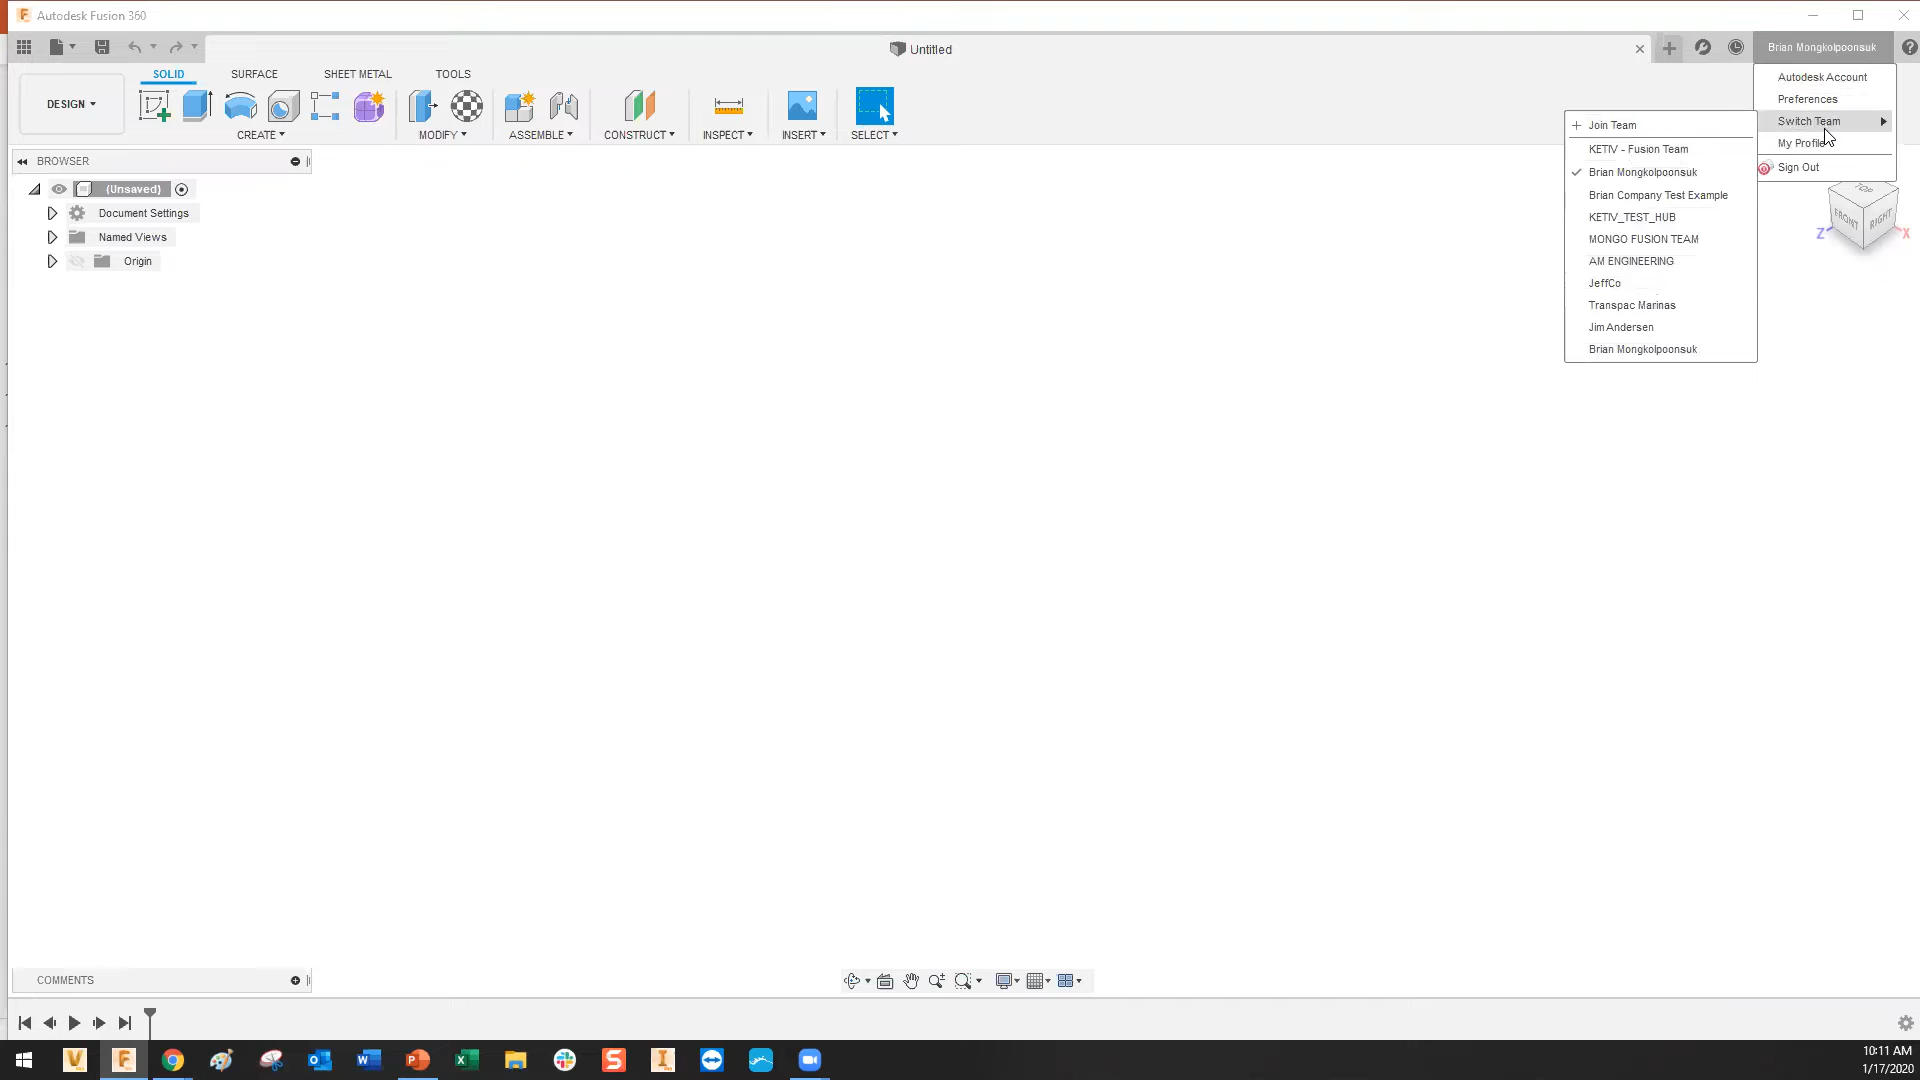 Autodesk Fusion 360
Untitled
Brian Mongkolpoonsuk
SOLID
SURFACE
SHEET METAL
TOOLS
DESIGN
CREATE
MODIFY
ASSEMBLE
CONSTRUCT
INSPECT
INSERT
SELECT
Autodesk Account
Preferences
Switch Team
My Profile
Sign Out
Join Team
KETIV - Fusion Team
Brian Mongkolpoonsuk
Brian Company Test Example
KETIV_TEST_HUB
MONGO FUSION TEAM
AM ENGINEERING
JeffCo
Transpac Marinas
Jim Andersen
Brian Mongkolpoonsuk
BROWSER
(Unsaved)
Document Settings
Named Views
Origin
TOP
FRONT
RIGHT
Z
X
COMMENTS
10:11 AM
1/17/2020